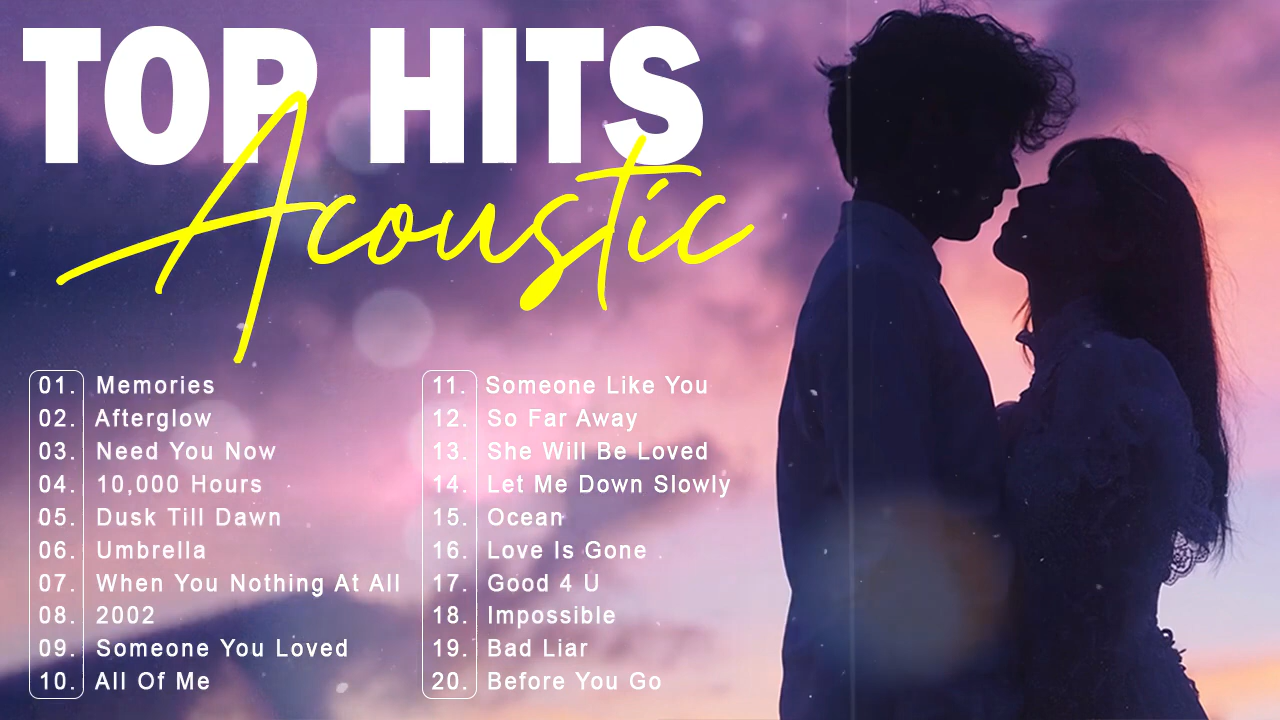 TOP HITS
Acoustic
01. Memories
02. Afterglow
03. Need You Now
04. 10,000 Hours
05. Dusk Till Dawn
06. Umbrella
07. When You Nothing At All
08. 2002
09. Someone You Loved
10. All Of Me
11. Someone Like You
12. So Far Away
13. She Will Be Loved
14. Let Me Down Slowly
15. Ocean
16. Love Is Gone
17. Good 4 U
18. Impossible
19. Bad Liar
20. Before You Go